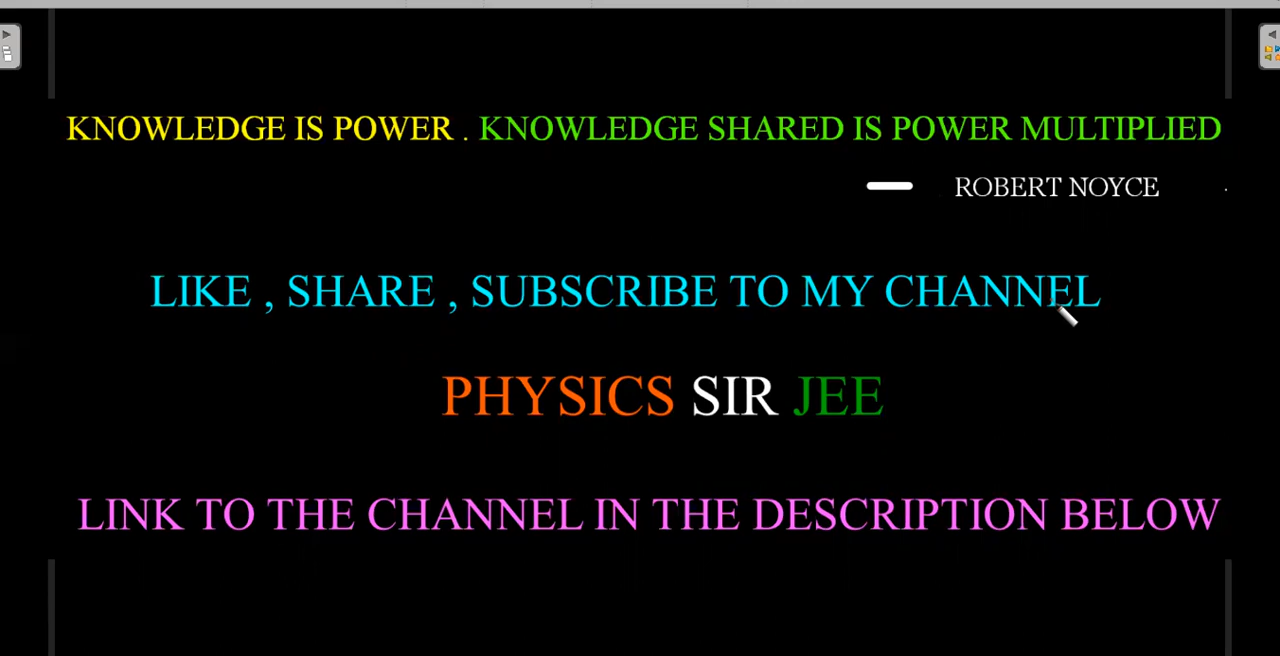 KNOWLEDGE IS POWER . KNOWLEDGE SHARED IS POWER MULTIPLIED
— ROBERT NOYCE .
LIKE , SHARE , SUBSCRIBE TO MY CHANNEL
PHYSICS SIR JEE
LINK TO THE CHANNEL IN THE DESCRIPTION BELOW